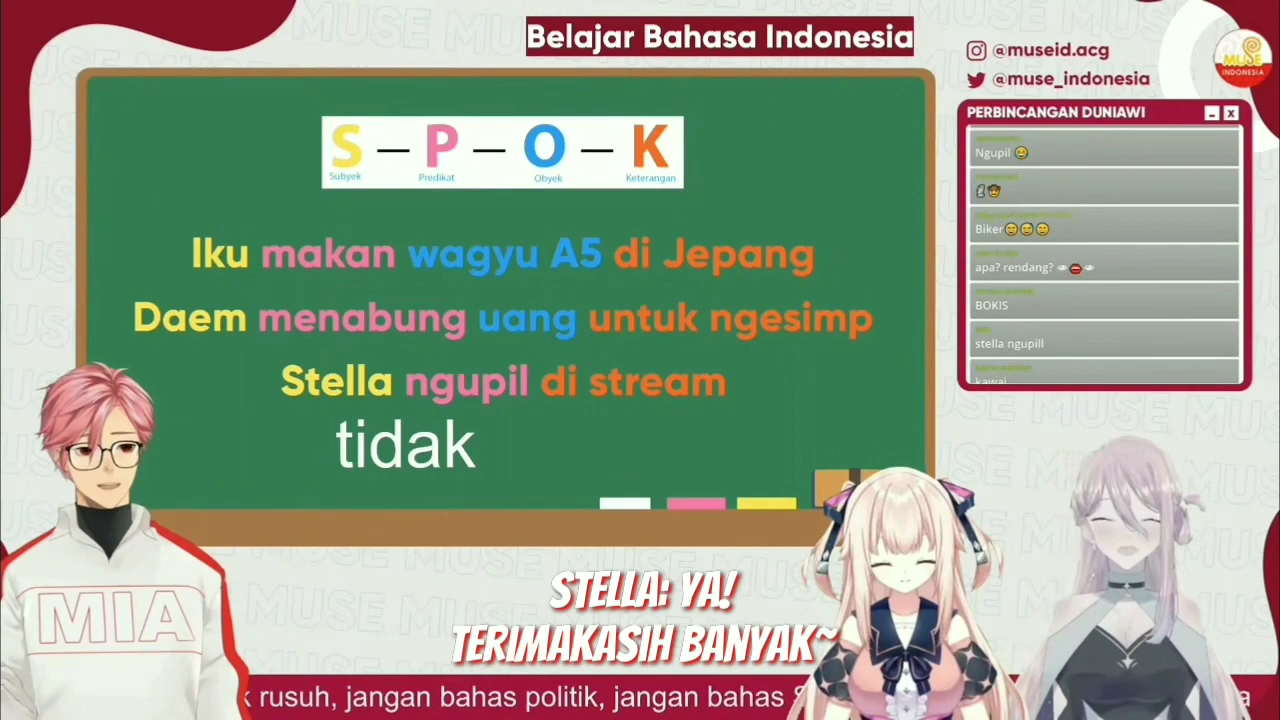 Belajar Bahasa Indonesia
@museid.acg
@muse_indonesia
MUSE
INDONESIA
PERBINCANGAN DUNIAWI
Ngupil
Biker
apa? rendang?
BOKIS
stella ngupill
kawai
S — P — O — K
Subyek Predikat Obyek Keterangan
Iku makan wagyu A5 di Jepang
Daem menabung uang untuk ngesimp
Stella ngupil di stream
tidak
MIA
STELLA: YA!
TERIMAKASIH BANYAK~
rusuh, jangan bahas politik, jangan bahas